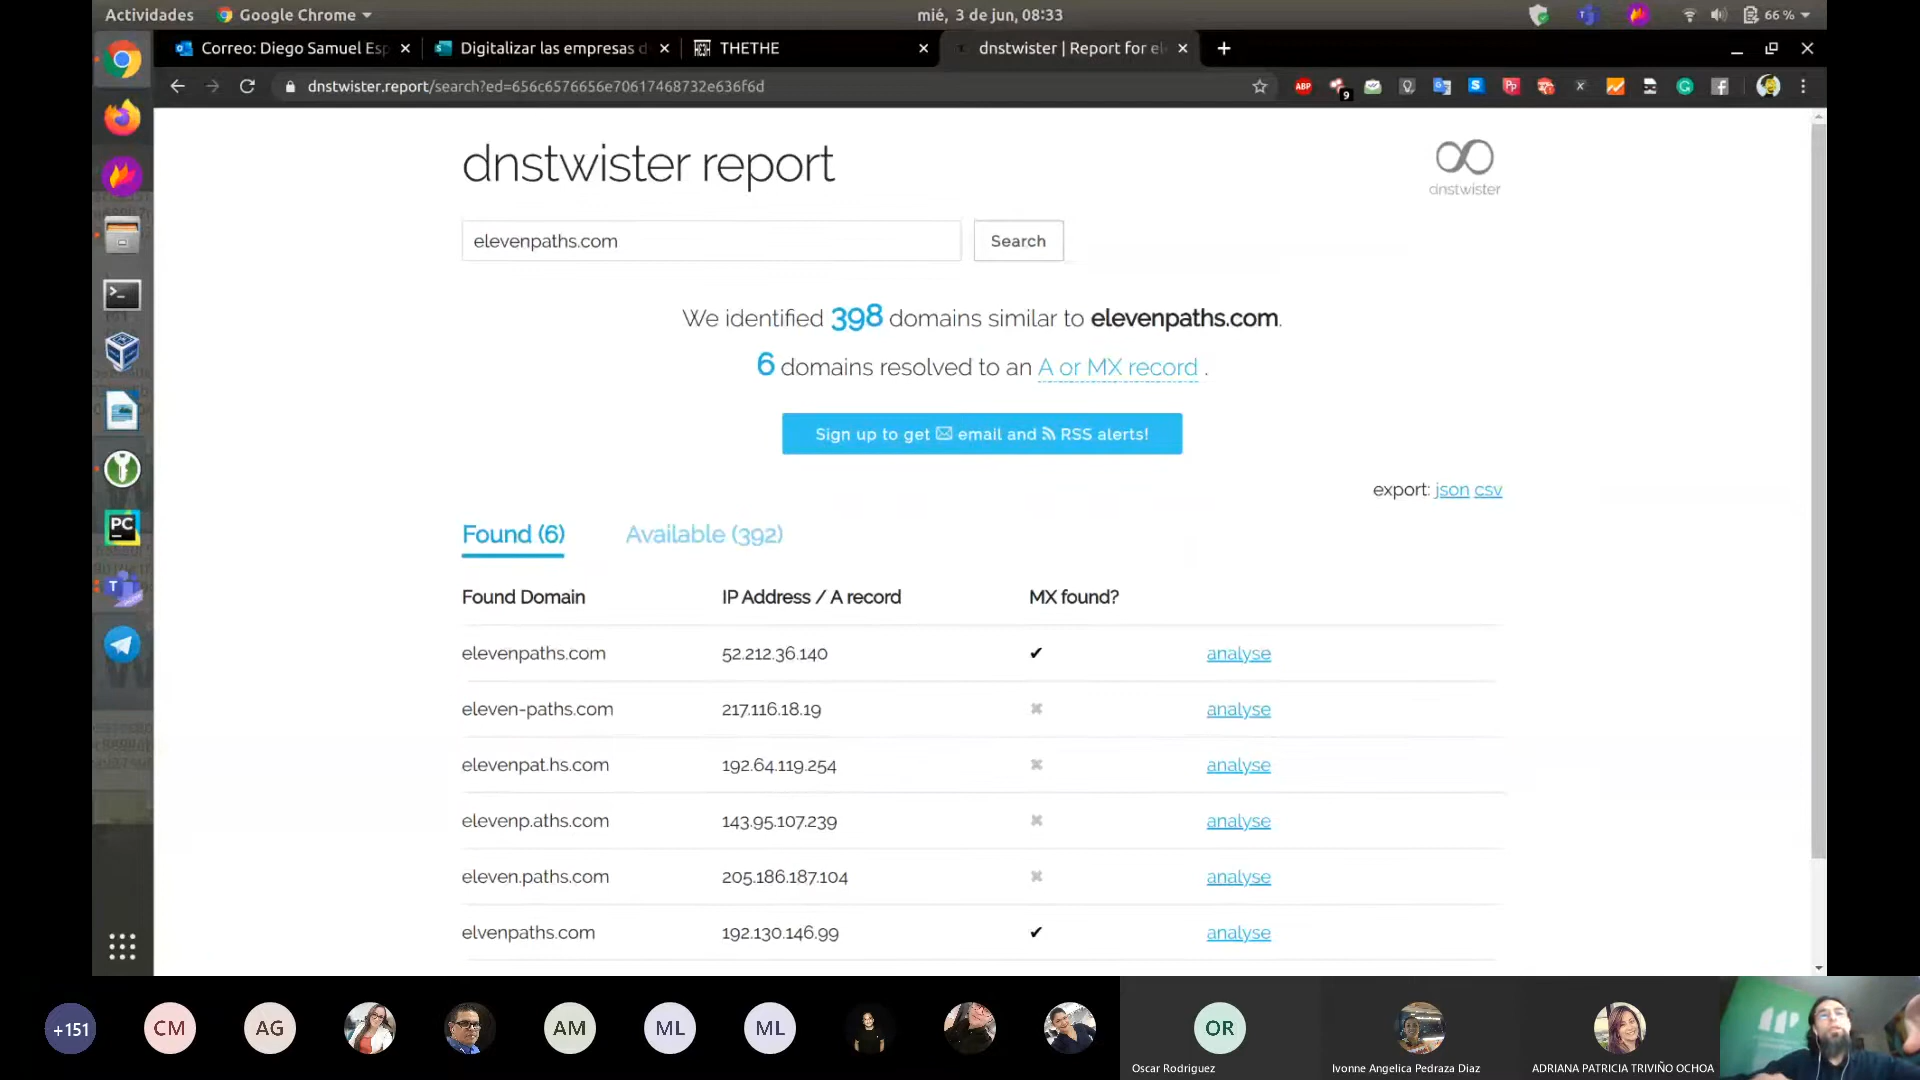 Actividades
Google Chrome
mié, 3 de jun, 08:33
66 %
Correo: Diego Samuel Esp
Digitalizar las empresas d
THETHE
dnstwister | Report for el
dnstwister.report/search?ed=656c6576656e70617468732e636f6d
ABP
9
dnstwister report
dnstwister
elevenpaths.com
Search
We identified 398 domains similar to elevenpaths.com.
6 domains resolved to an A or MX record .
Sign up to get email and RSS alerts!
export: json csv
Found (6)
Available (392)
Found Domain
IP Address / A record
MX found?
elevenpaths.com
52.212.36.140
✔
analyse
eleven-paths.com
217.116.18.19
✖
analyse
elevenpat.hs.com
192.64.119.254
✖
analyse
elevenp.aths.com
143.95.107.239
✖
analyse
eleven.paths.com
205.186.187.104
✖
analyse
elvenpaths.com
192.130.146.99
✔
analyse
PC
T
+151
CM
AG
AM
ML
ML
OR
Oscar Rodriguez
Ivonne Angelica Pedraza Diaz
ADRIANA PATRICIA TRIVIÑO OCHOA